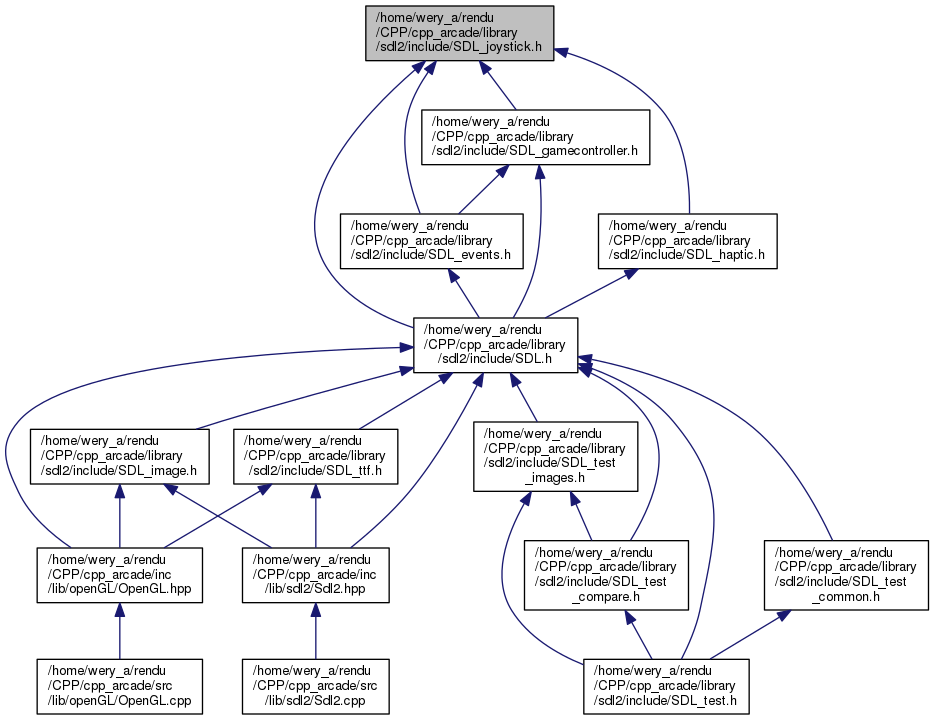 /home/wery_a/rendu
/CPP/cpp_arcade/library
/sdl2/include/SDL_joystick.h
/home/wery_a/rendu
/CPP/cpp_arcade/library
/sdl2/include/SDL_gamecontroller.h
/home/wery_a/rendu
/CPP/cpp_arcade/library
/sdl2/include/SDL_events.h
/home/wery_a/rendu
/CPP/cpp_arcade/library
/sdl2/include/SDL_haptic.h
/home/wery_a/rendu
/CPP/cpp_arcade/library
/sdl2/include/SDL.h
/home/wery_a/rendu
/CPP/cpp_arcade/library
/sdl2/include/SDL_image.h
/home/wery_a/rendu
/CPP/cpp_arcade/library
/sdl2/include/SDL_ttf.h
/home/wery_a/rendu
/CPP/cpp_arcade/library
/sdl2/include/SDL_test
_images.h
/home/wery_a/rendu
/CPP/cpp_arcade/inc
/lib/openGL/OpenGL.hpp
/home/wery_a/rendu
/CPP/cpp_arcade/inc
/lib/sdl2/Sdl2.hpp
/home/wery_a/rendu
/CPP/cpp_arcade/library
/sdl2/include/SDL_test
_compare.h
/home/wery_a/rendu
/CPP/cpp_arcade/library
/sdl2/include/SDL_test
_common.h
/home/wery_a/rendu
/CPP/cpp_arcade/src
/lib/openGL/OpenGL.cpp
/home/wery_a/rendu
/CPP/cpp_arcade/src
/lib/sdl2/Sdl2.cpp
/home/wery_a/rendu
/CPP/cpp_arcade/library
/sdl2/include/SDL_test.h